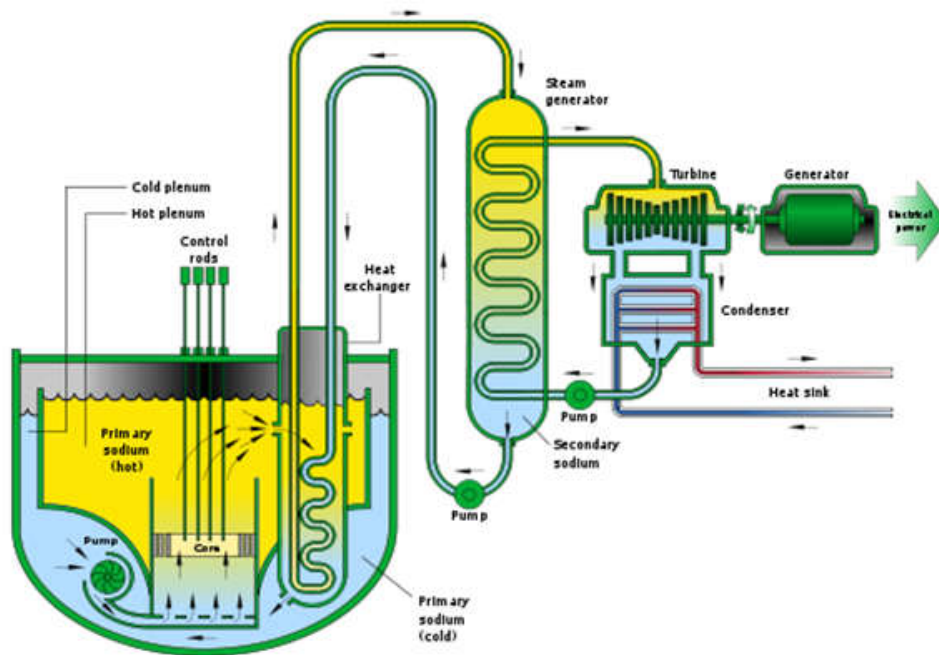 Steam
generator
Cold plenum
Hot plenum
Control
rods
Heat
exchanger
Turbine
Generator
Electrical
power
Condenser
Heat sink
Pump
Primary
sodium
(hot)
Secondary
sodium
Pump
Pump
Core
Primary
sodium
(cold)